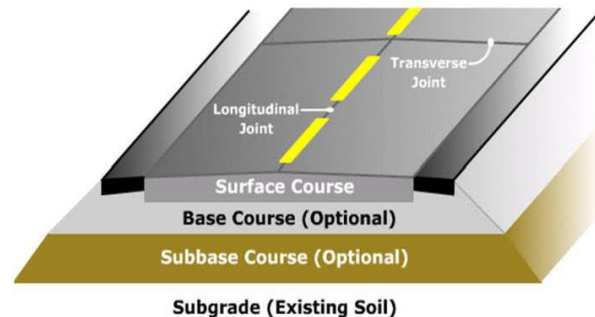 Transverse
Joint
Longitudinal
Joint
Surface Course
Base Course (Optional)
Subbase Course (Optional)
Subgrade (Existing Soil)